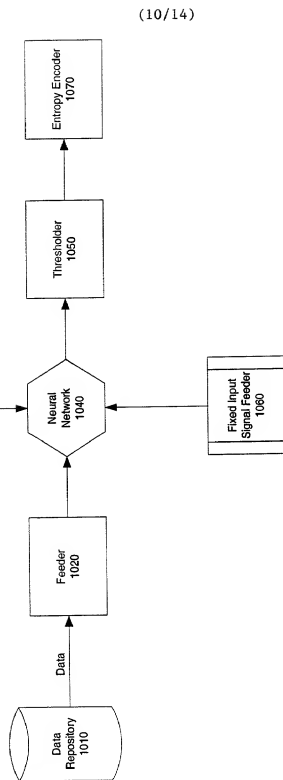 (10/14)
Data
Repository
1010
Data
Feeder
1020
Neural
Network
1040
Thresholder
1050
Entropy Encoder
1070
Fixed Input
Signal Feeder
1060